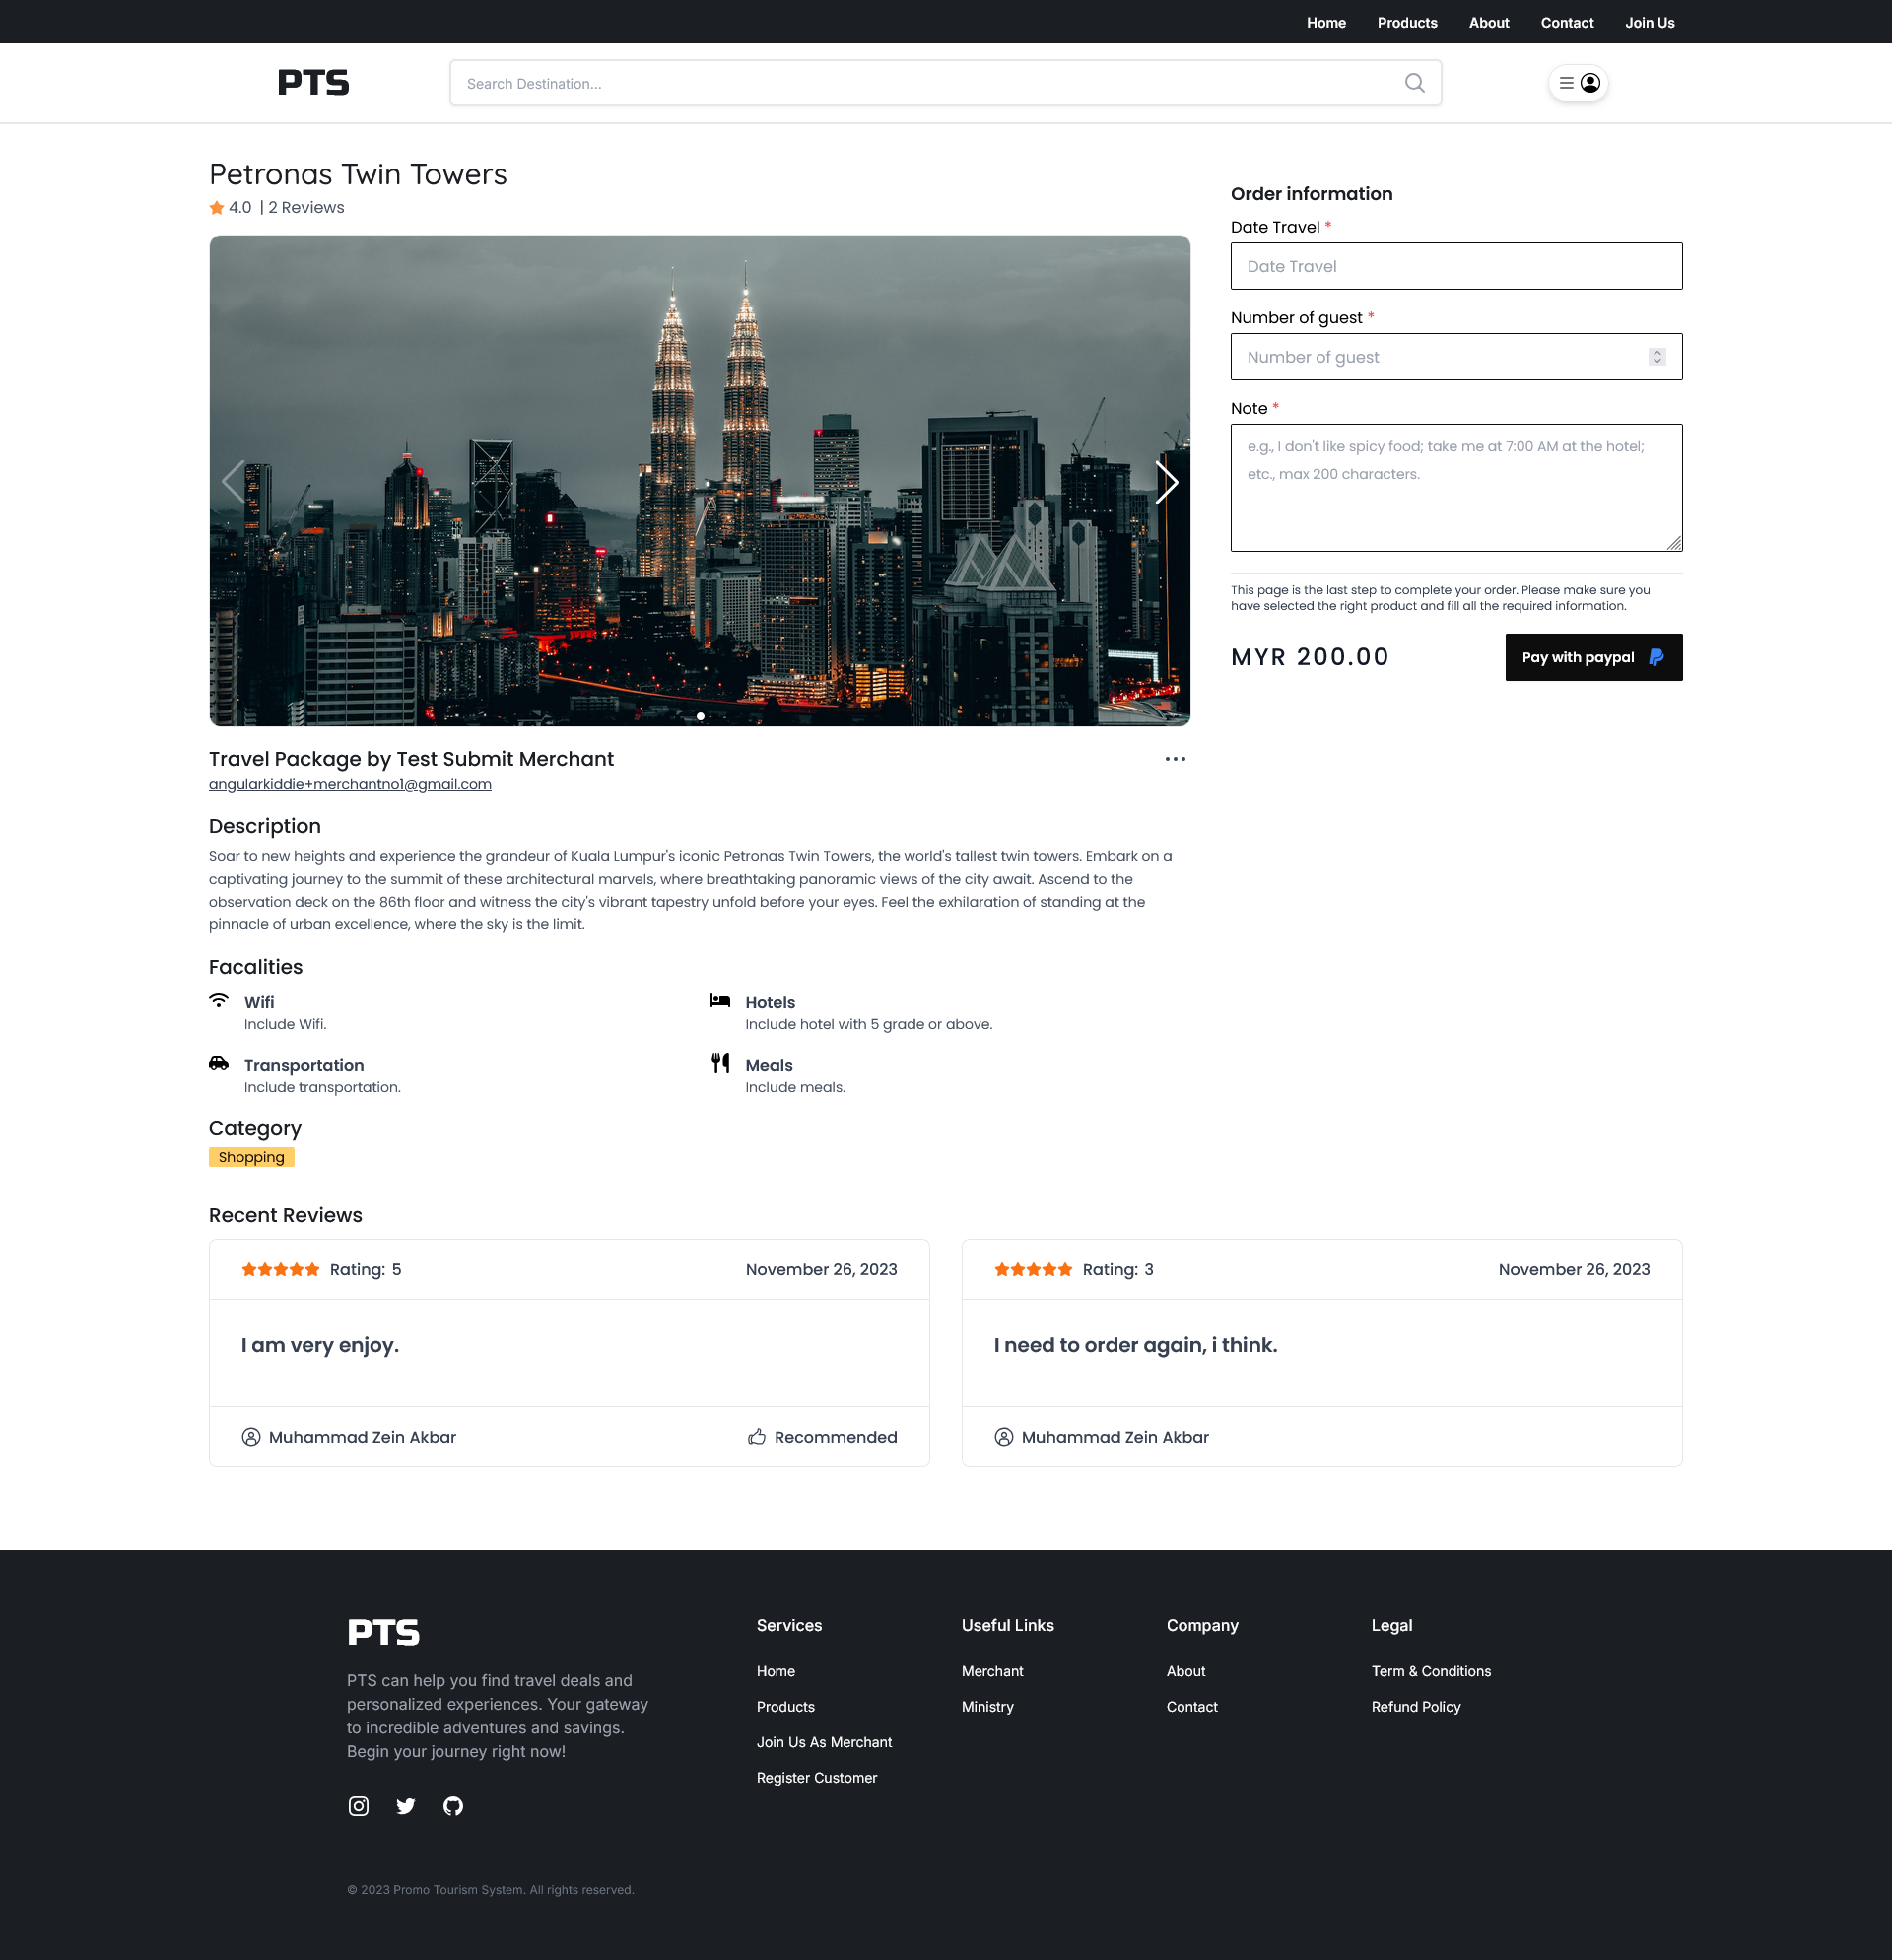 Home Products About Contact Join Us
PTS
Search Destination...
Petronas Twin Towers
4.0 | 2 Reviews
Order information
Date Travel *
Date Travel
Number of guest *
Number of guest
Note *
e.g., I don't like spicy food; take me at 7:00 AM at the hotel;
etc., max 200 characters.
This page is the last step to complete your order. Please make sure you
have selected the right product and fill all the required information.
MYR 200.00
Pay with paypal
Travel Package by Test Submit Merchant
angularkiddie+merchantno1@gmail.com
Description
Soar to new heights and experience the grandeur of Kuala Lumpur's iconic Petronas Twin Towers, the world's tallest twin towers. Embark on a
captivating journey to the summit of these architectural marvels, where breathtaking panoramic views of the city await. Ascend to the
observation deck on the 86th floor and witness the city's vibrant tapestry unfold before your eyes. Feel the exhilaration of standing at the
pinnacle of urban excellence, where the sky is the limit.
Facalities
Wifi
Include Wifi.
Hotels
Include hotel with 5 grade or above.
Transportation
Include transportation.
Meals
Include meals.
Category
Shopping
Recent Reviews
Rating: 5 November 26, 2023
I am very enjoy.
Muhammad Zein Akbar Recommended
Rating: 3 November 26, 2023
I need to order again, i think.
Muhammad Zein Akbar
PTS
PTS can help you find travel deals and
personalized experiences. Your gateway
to incredible adventures and savings.
Begin your journey right now!
Services
Home
Products
Join Us As Merchant
Register Customer
Useful Links
Merchant
Ministry
Company
About
Contact
Legal
Term & Conditions
Refund Policy
© 2023 Promo Tourism System. All rights reserved.